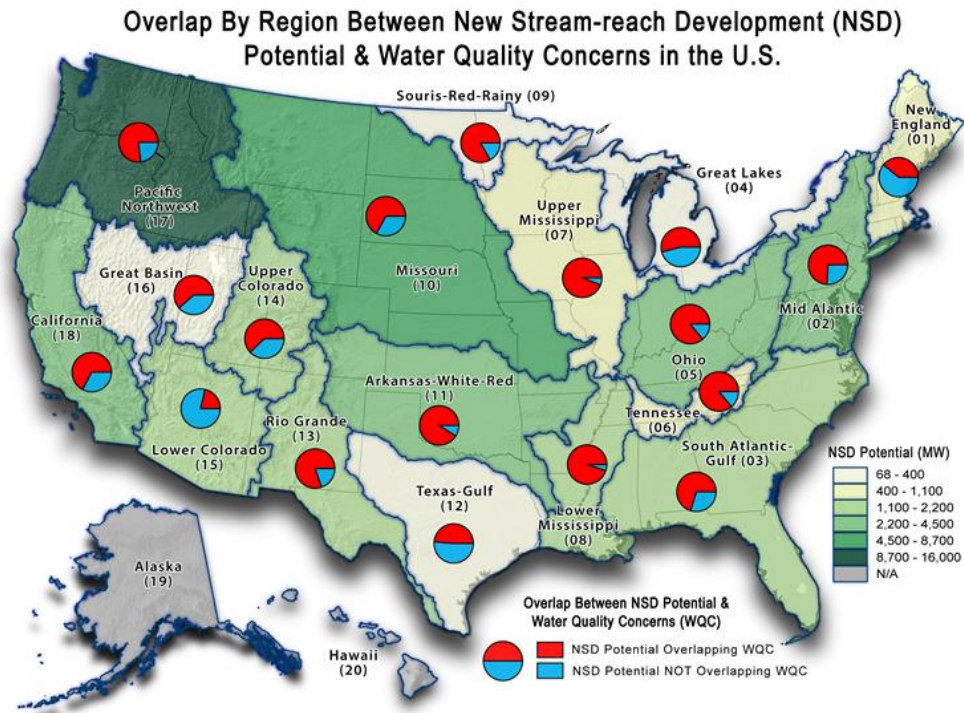 Overlap By Region Between New Stream-reach Development (NSD)
Potential & Water Quality Concerns in the U.S.
Souris-Red-Rainy (09)
New
England
(01)
Great Lakes
(04)
Pacific
Northwest
(17)
Upper
Mississippi
(07)
Great Basin
(16)
Upper
Colorado
(14)
Missouri
(10)
Mid Alantic
(02)
California
(18)
Ohio
(05)
Arkansas-White-Red
(11)
Tennessee
(06)
Rio Grande
(13)
Lower Colorado
(15)
South Atlantic-
Gulf (03)
Texas-Gulf
(12)
Lower
Mississippi
(08)
NSD Potential (MW)
68 - 400
400 - 1,100
1,100 - 2,200
2,200 - 4,500
4,500 - 8,700
8,700 - 16,000
N/A
Alaska
(19)
Hawaii
(20)
Overlap Between NSD Potential &
Water Quality Concerns (WQC)
NSD Potential Overlapping WQC
NSD Potential NOT Overlapping WQC